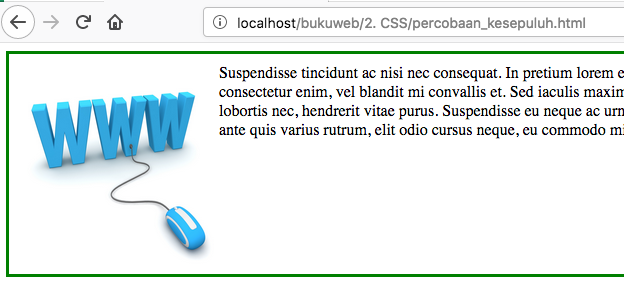 localhost/bukuweb/2. CSS/percobaan_kesepuluh.html
WWW
Suspendisse tincidunt ac nisi nec consequat. In pretium lorem e
consectetur enim, vel blandit mi convallis et. Sed iaculis maxim
lobortis nec, hendrerit vitae purus. Suspendisse eu neque ac urn
ante quis varius rutrum, elit odio cursus neque, eu commodo mi